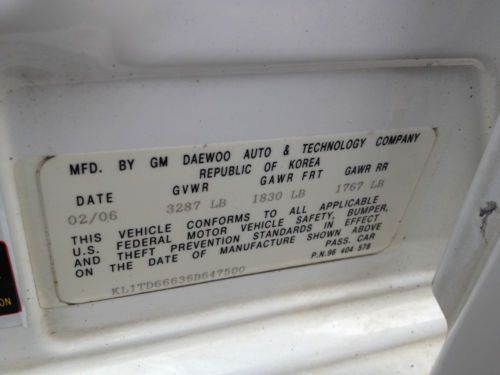 MFD. BY GM DAEWOO AUTO & TECHNOLOGY COMPANY
REPUBLIC OF KOREA
DATE GVWR GAWR FRT GAWR RR
02/06 3287 LB 1830 LB 1767 LB
THIS VEHICLE CONFORMS TO ALL APPLICABLE
U.S. FEDERAL MOTOR VEHICLE SAFETY, BUMPER,
AND THEFT PREVENTION STANDARDS IN EFFECT
ON THE DATE OF MANUFACTURE SHOWN ABOVE
PASS. CAR
KL1TD66636B647500 P.N.96 404 578
ION